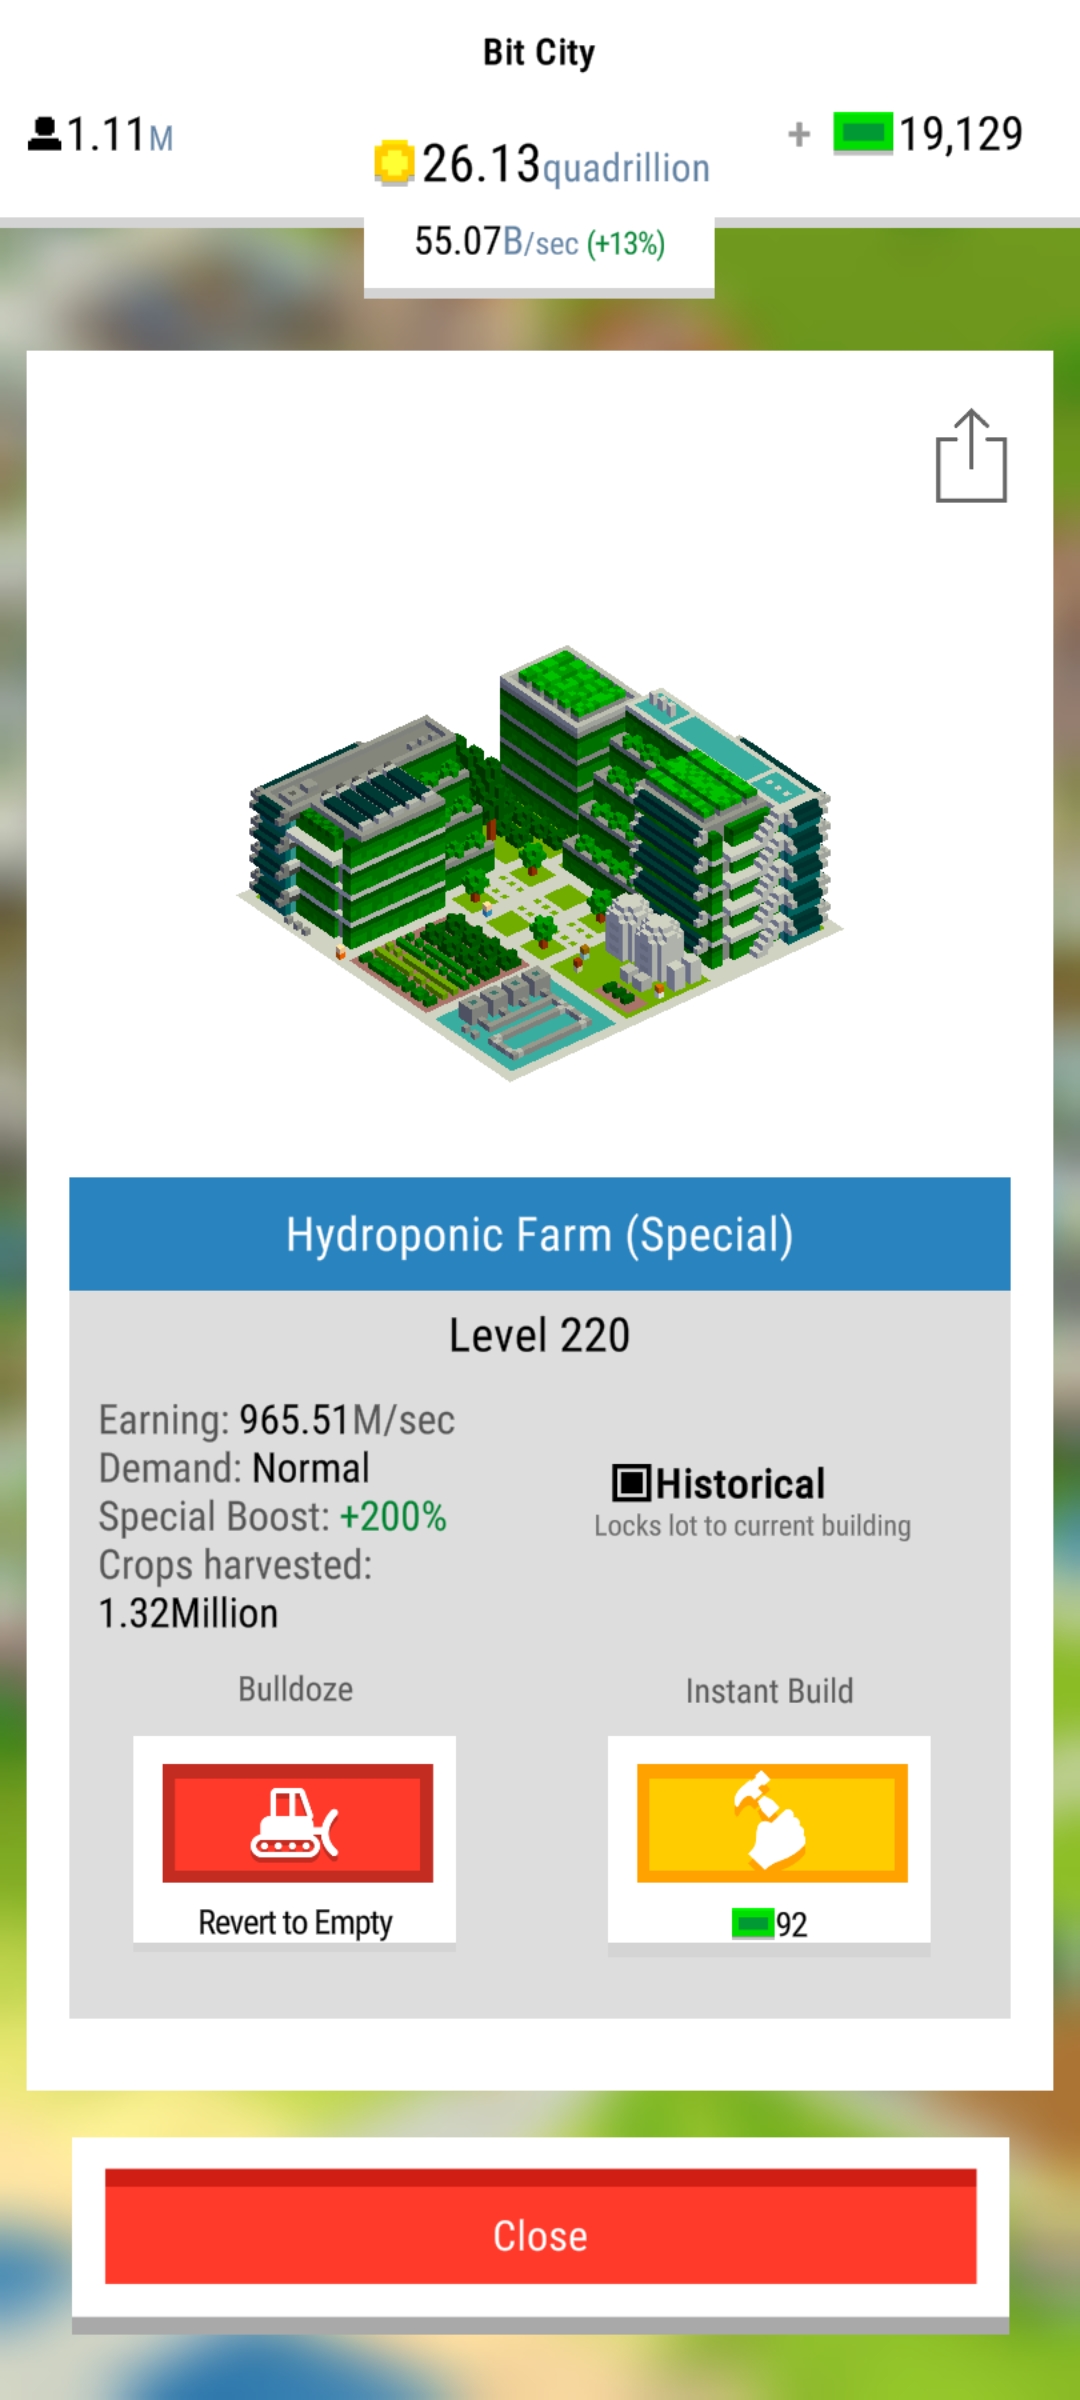 Bit City
1.11M
26.13quadrillion
+ 19,129
55.07B/sec (+13%)
Hydroponic Farm (Special)
Level 220
Earning: 965.51M/sec
Demand: Normal
Special Boost: +200%
Crops harvested:
1.32Million
Historical
Locks lot to current building
Bulldoze
Instant Build
Revert to Empty
92
Close